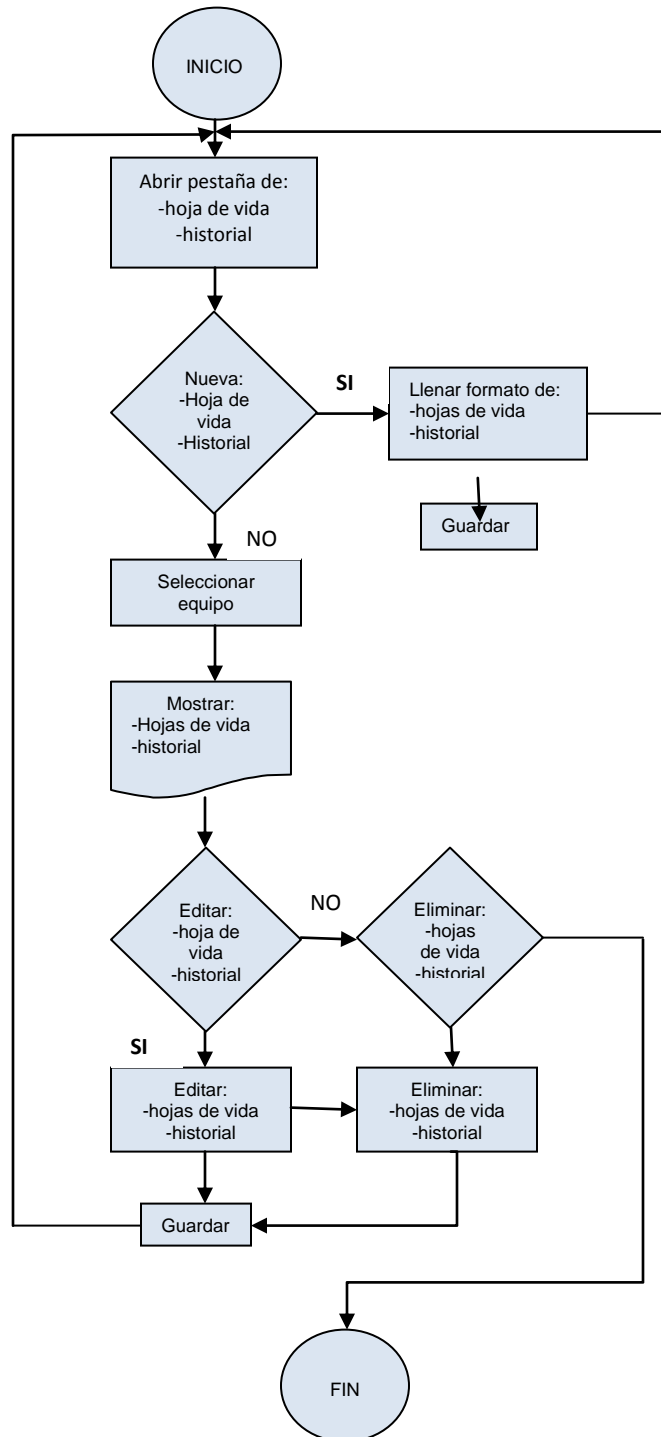 INICIO
Abrir pestaña de:
-hoja de vida
-historial
Nueva:
-Hoja de
vida
-Historial
SI
Llenar formato de:
-hojas de vida
-historial
Guardar
NO
Seleccionar
equipo
Mostrar:
-Hojas de vida
-historial
Editar:
-hoja de
vida
-historial
NO
Eliminar:
-hojas
de vida
-historial
SI
Editar:
-hojas de vida
-historial
Eliminar:
-hojas de vida
-historial
Guardar
FIN